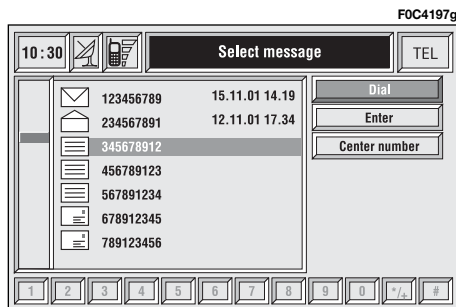 F0C4197g
10:30 Select message TEL
123456789 15.11.01 14.19
234567891 12.11.01 17.34
345678912
456789123
567891234
678912345
789123456
Dial
Enter
Center number
1 2 3 4 5 6 7 8 9 0 */+ #